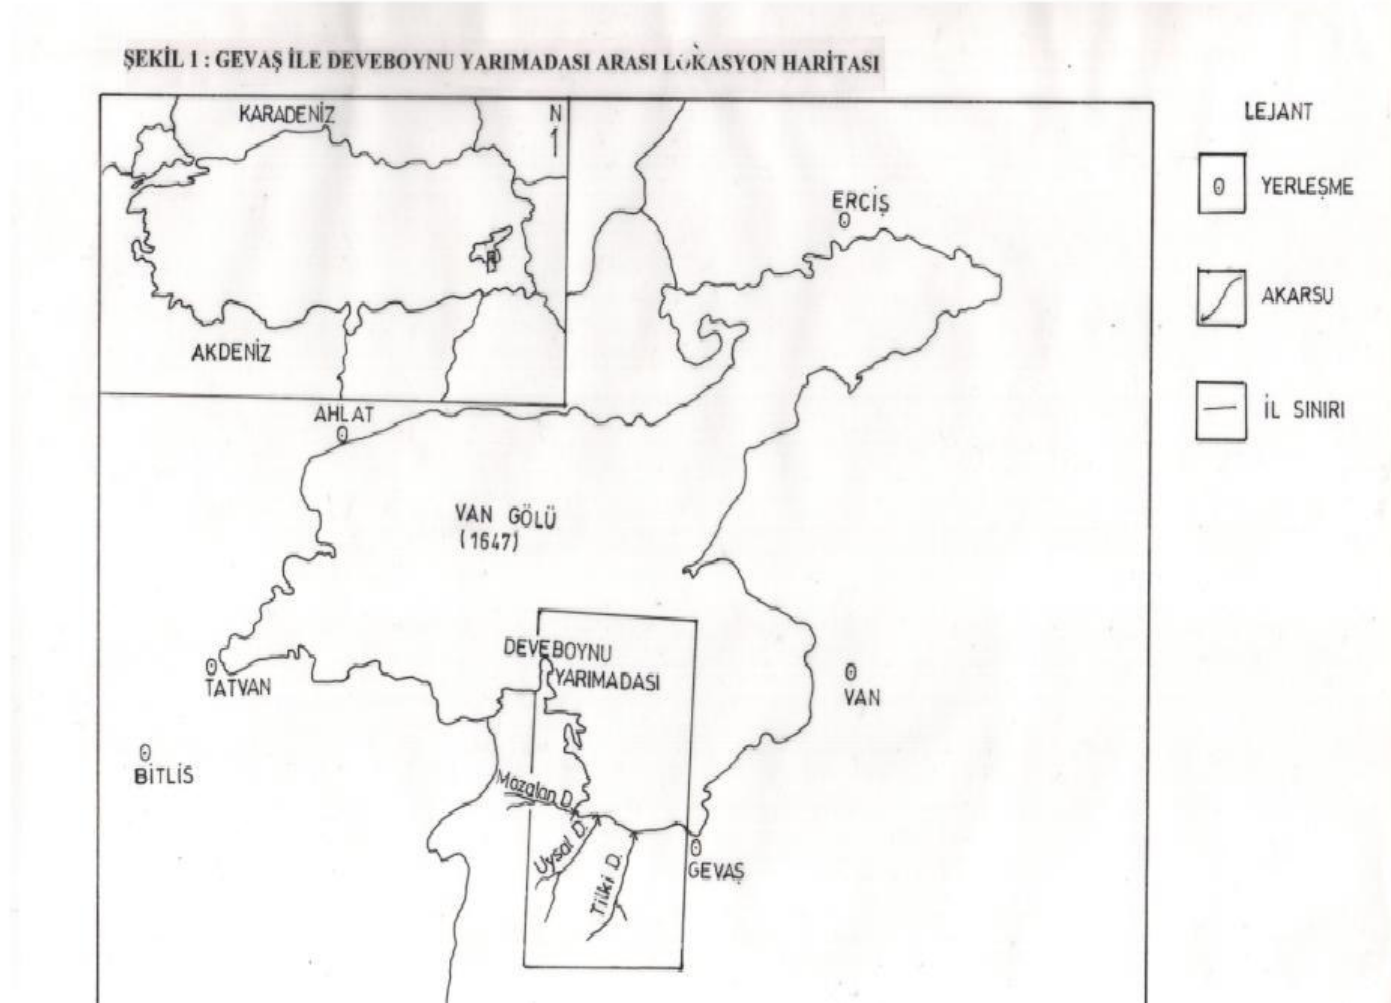 ŞEKİL 1 : GEVAŞ İLE DEVEBOYNU YARIMADASI ARASI LOKASYON HARİTASI
KARADENİZ
N
AKDENİZ
LEJANT
YERLEŞME
AKARSU
İL SINIRI
ERCİŞ
AHLAT
VAN GÖLÜ
(1647)
DEVEBOYNU
YARIMADASI
TATVAN
VAN
BİTLİS
Mozalan D.
Uysal D.
Tilki D.
GEVAŞ